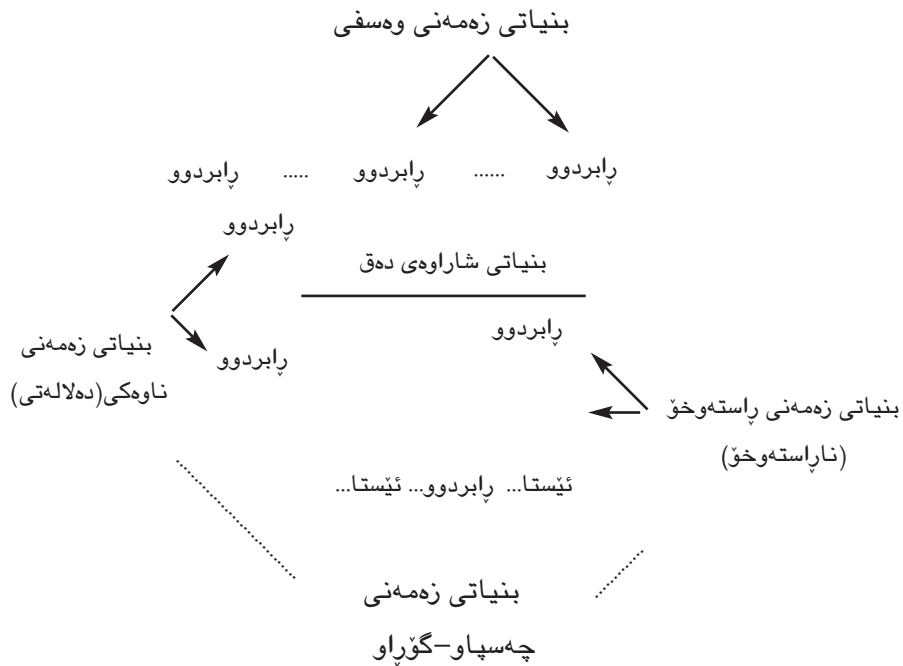 بنیاتی زەمەنی وەسفی
ڕابردوو ...... ڕابردوو ..... ڕابردوو
ڕابردوو
بنیاتی شاراوەی دەق
ڕابردوو
ڕابردوو
بنیاتی زەمەنی
ناوەکی(دەلالەتی)
بنیاتی زەمەنی ڕاستەوخۆ
(ناڕاستەوخۆ)
ئێستا... ڕابردوو... ئێستا...
بنیاتی زەمەنی
چەسپاو–گۆڕاو